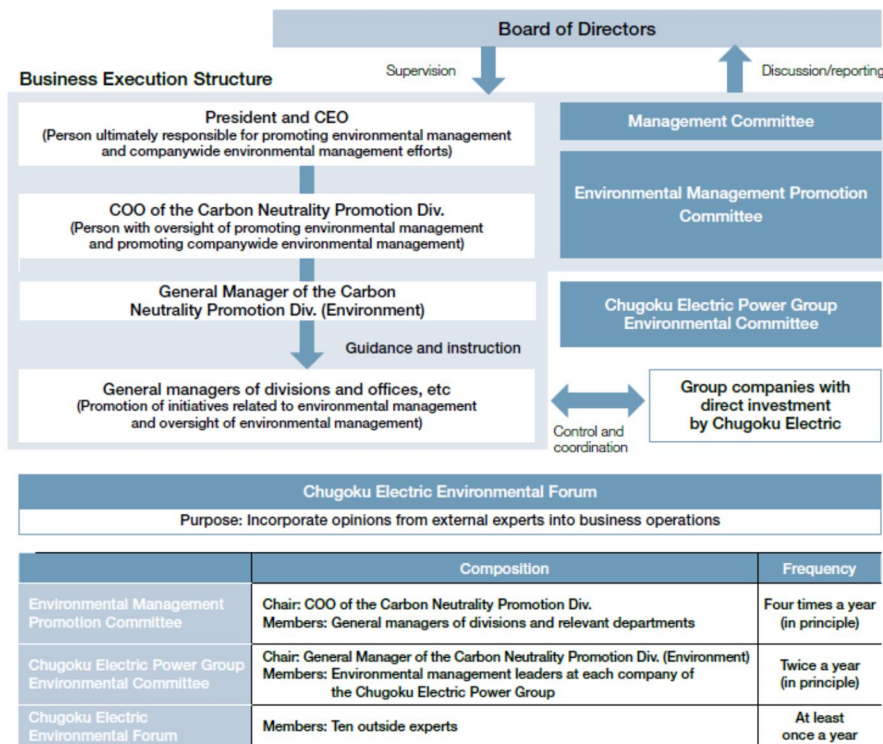 Board of Directors
Supervision
Discussion/reporting
Business Execution Structure
President and CEO
(Person ultimately responsible for promoting environmental management
and companywide environmental management efforts)
Management Committee
COO of the Carbon Neutrality Promotion Div.
(Person with oversight of promoting environmental management
and promoting companywide environmental management)
Environmental Management Promotion
Committee
General Manager of the Carbon
Neutrality Promotion Div. (Environment)
Chugoku Electric Power Group
Environmental Committee
Guidance and instruction
General managers of divisions and offices, etc
(Promotion of initiatives related to environmental management
and oversight of environmental management)
Control and
coordination
Group companies with
direct investment
by Chugoku Electric
Chugoku Electric Environmental Forum
Purpose: Incorporate opinions from external experts into business operations
Composition
Frequency
Environmental Management
Promotion Committee
Chair: COO of the Carbon Neutrality Promotion Div.
Members: General managers of divisions and relevant departments
Four times a year
(in principle)
Chugoku Electric Power Group
Environmental Committee
Chair: General Manager of the Carbon Neutrality Promotion Div. (Environment)
Members: Environmental management leaders at each company of
the Chugoku Electric Power Group
Twice a year
(in principle)
Chugoku Electric
Environmental Forum
Members: Ten outside experts
At least
once a year